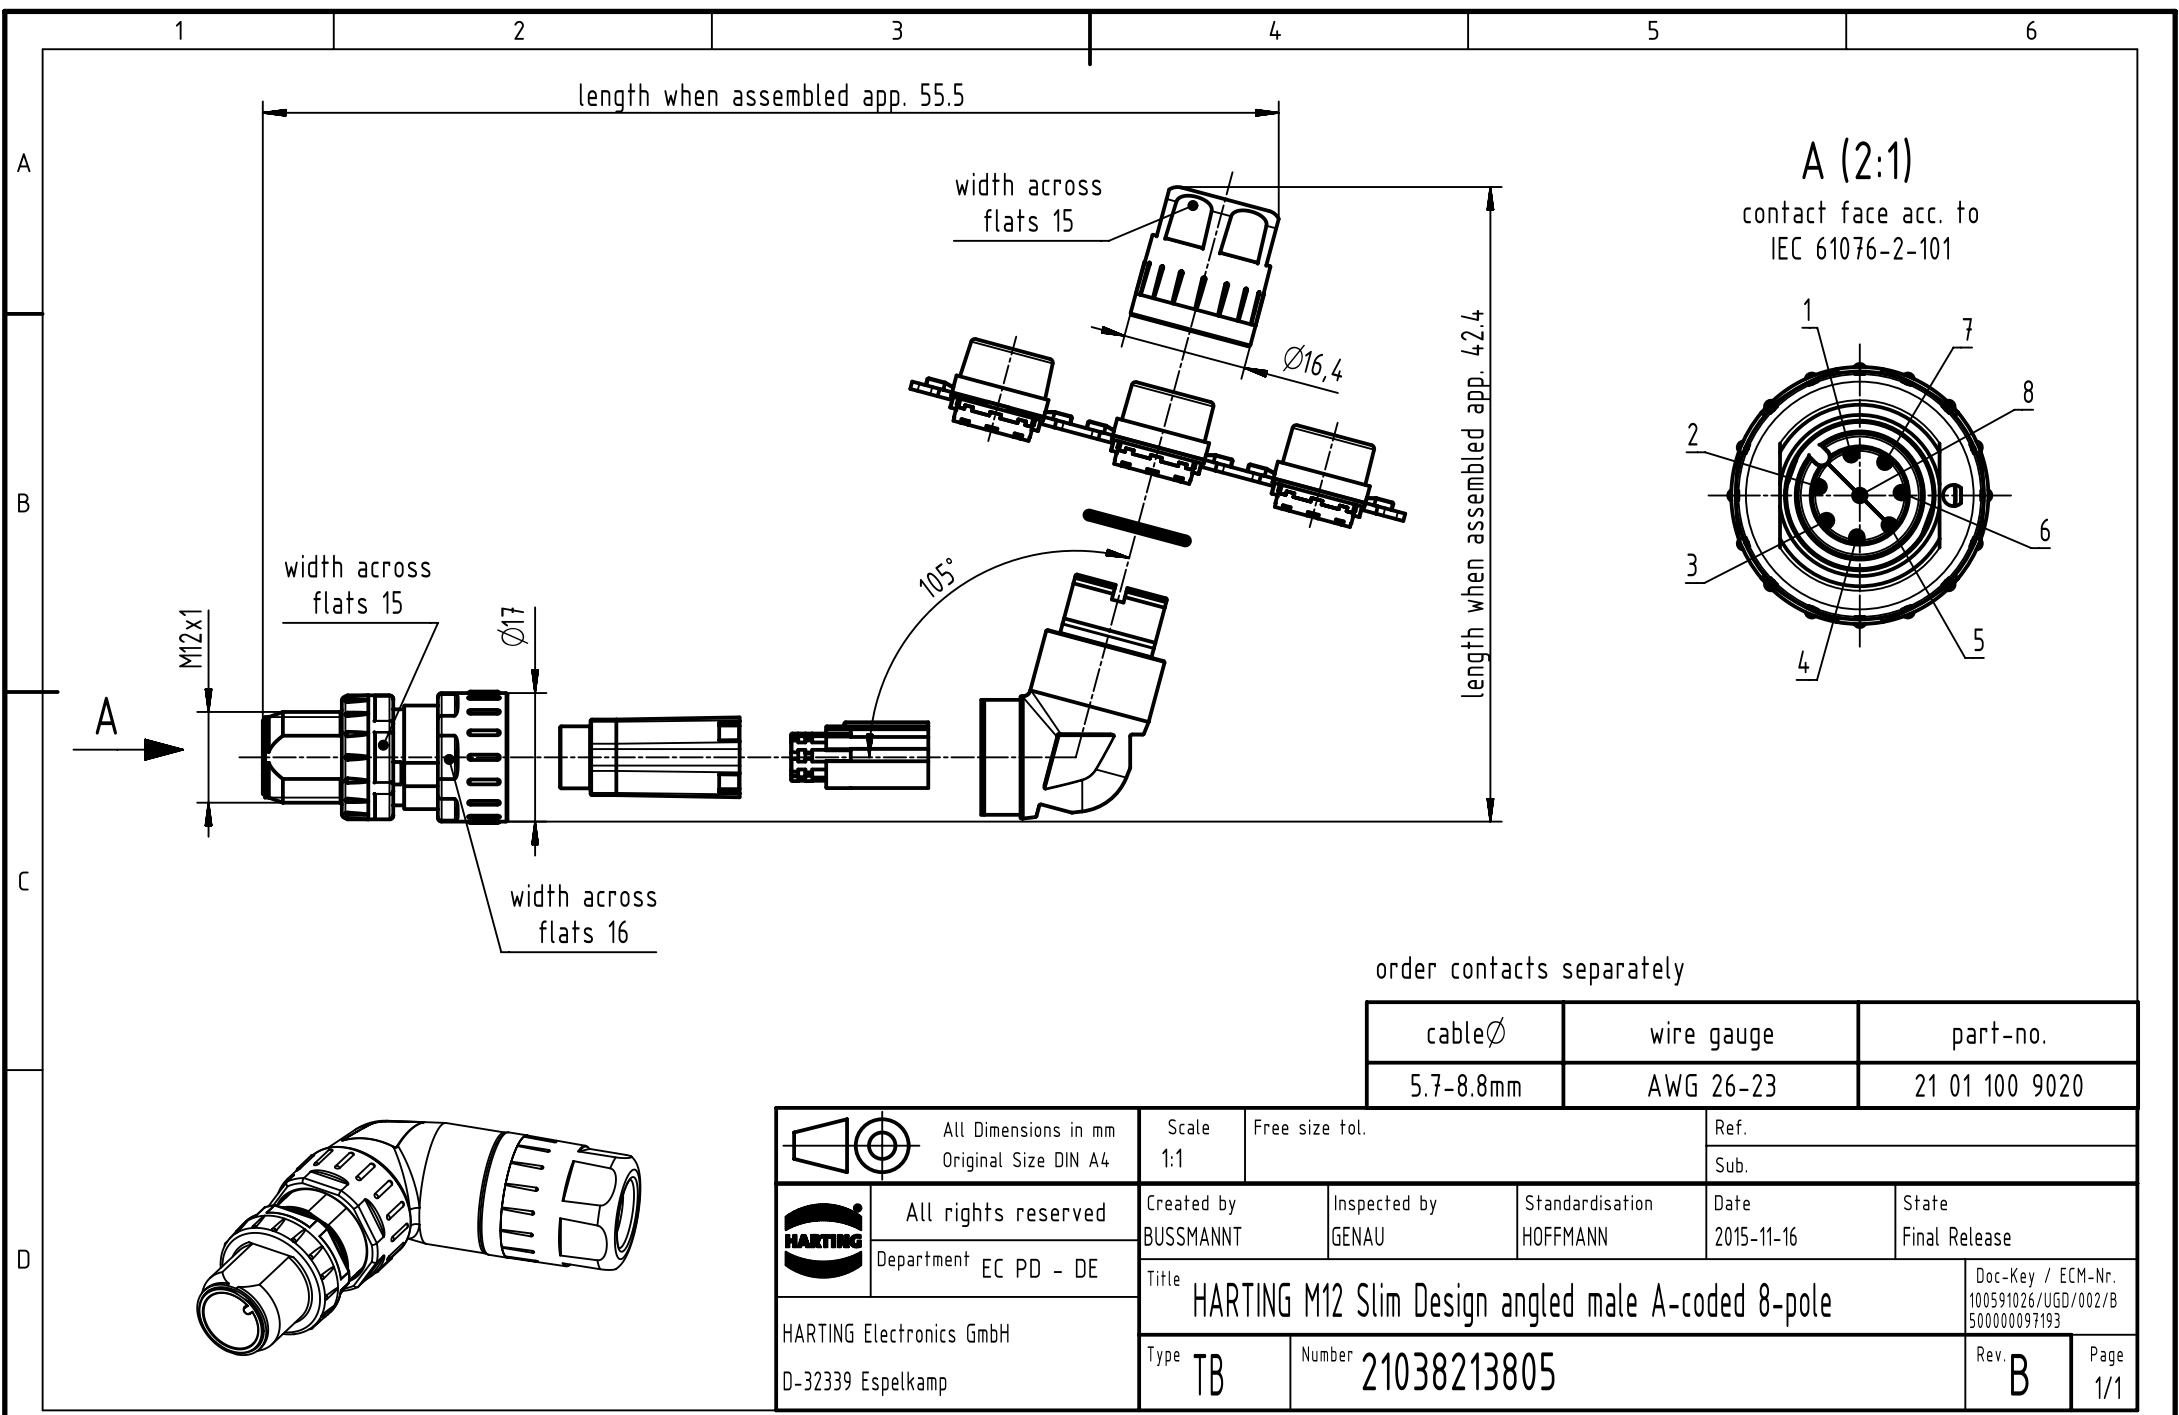 1 2 3 4 5 6
A
B
C
D
length when assembled app. 55.5
width across
flats 15
A (2:1)
contact face acc. to
IEC 61076-2-101
1
7
8
2
6
3
5
4
Ø16,4
length when assembled app. 42.4
105°
width across
flats 15
M12x1
Ø17
A
width across
flats 16
order contacts separately
cableØ wire gauge part-no.
5.7-8.8mm AWG 26-23 21 01 100 9020
All Dimensions in mm
Original Size DIN A4
Scale
1:1
Free size tol.
Ref.
Sub.
HARTING
All rights reserved
Department EC PD - DE
HARTING Electronics GmbH
D-32339 Espelkamp
Created by
BUSSMANNT
Inspected by
GENAU
Standardisation
HOFFMANN
Date
2015-11-16
State
Final Release
Title HARTING M12 Slim Design angled male A-coded 8-pole
Doc-Key / ECM-Nr.
100591026/UGD/002/B
500000097193
Type TB
Number 21038213805
Rev. B
Page
1/1